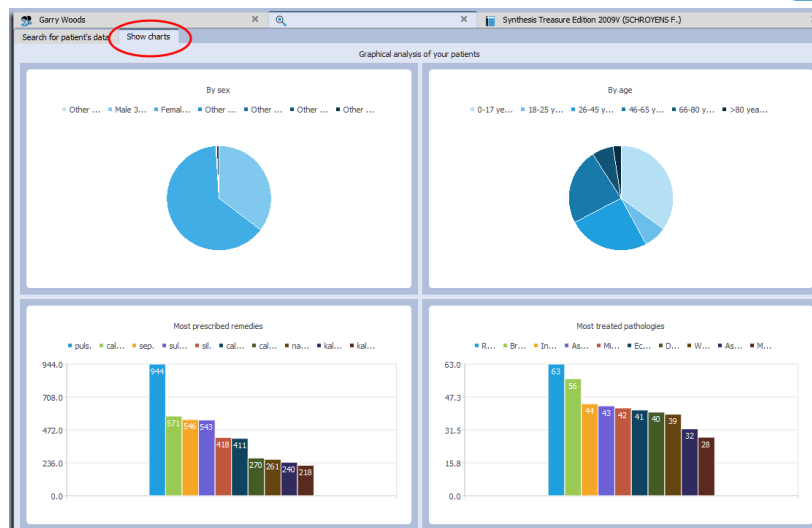 Garry Woods × × Synthesis Treasure Edition 2009V (SCHROYENS F.)
Search for patient's data Show charts
Graphical analysis of your patients
By sex
Other ... Male 3... Femal... Other ... Other ... Other ... Other ...
By age
0-17 ye... 18-25 y... 26-45 y... 46-65 y... 66-80 y... >80 yea...
Most prescribed remedies
puls. cal... sep. sul... sil. cal... cal... na... kal... kal...
944.0
708.0
472.0
236.0
0.0
944 571 546 543 418 411 270 261 240 218
Most treated pathologies
R... Br... In... As... Mi... Ec... D... W... As... M...
63.0
47.3
31.5
15.8
0.0
63 56 44 43 42 41 40 39 32 28